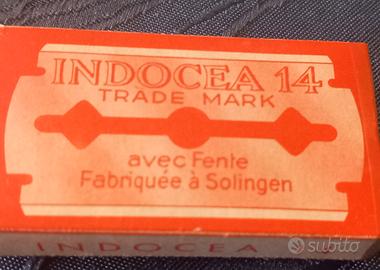 INDOCEA 14
TRADE MARK
avec Fente
Fabriquée à Solingen
INDOCEA
subito